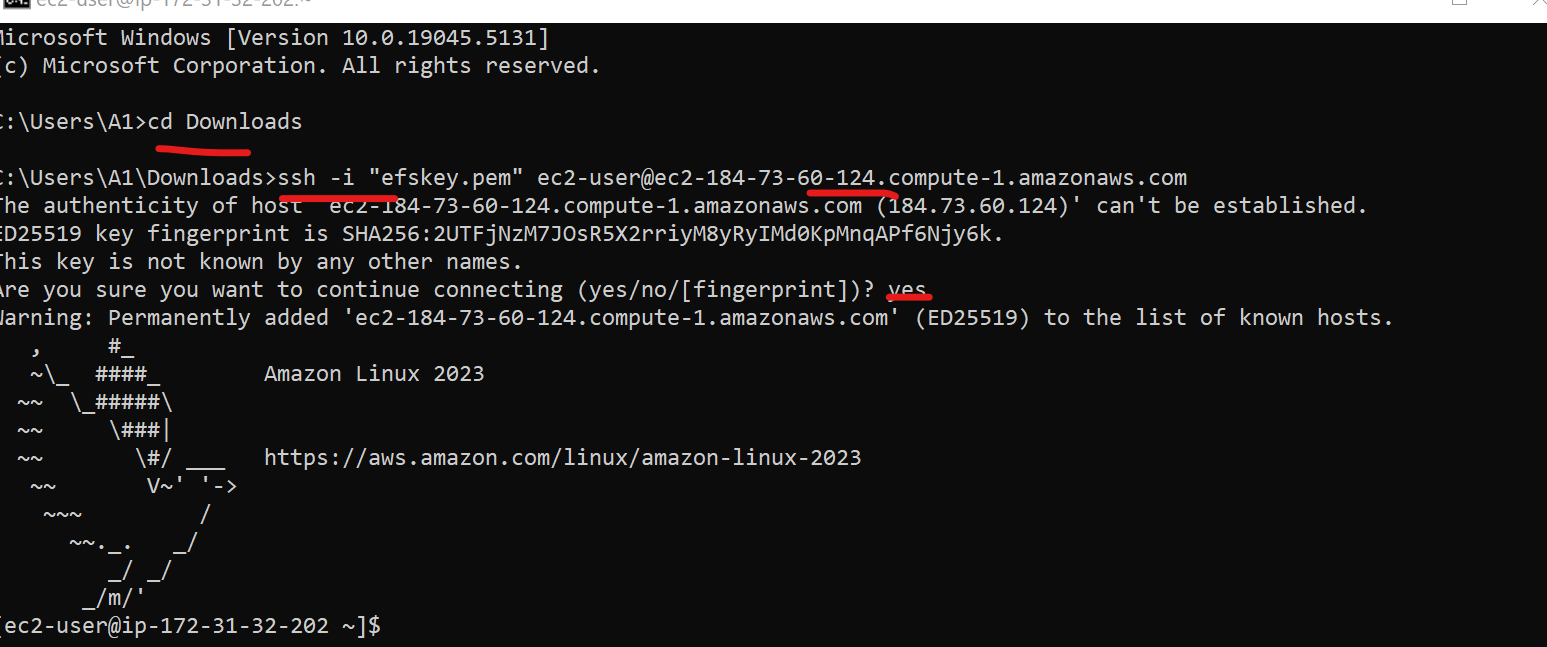 ec2-user@ip-172-31-32-202:~
Microsoft Windows [Version 10.0.19045.5131]
(c) Microsoft Corporation. All rights reserved.
C:\Users\A1>cd Downloads
C:\Users\A1\Downloads>ssh -i "efskey.pem" ec2-user@ec2-184-73-60-124.compute-1.amazonaws.com
The authenticity of host 'ec2-184-73-60-124.compute-1.amazonaws.com (184.73.60.124)' can't be established.
ED25519 key fingerprint is SHA256:2UTFjNzM7JOsR5X2rriyM8yRyIMd0KpMnqAPf6Njy6k.
This key is not known by any other names.
Are you sure you want to continue connecting (yes/no/[fingerprint])? yes
Warning: Permanently added 'ec2-184-73-60-124.compute-1.amazonaws.com' (ED25519) to the list of known hosts.
   ,     #_
   ~\_  ####_        Amazon Linux 2023
  ~~  \_#####\
  ~~     \###|
  ~~       \#/ ___   https://aws.amazon.com/linux/amazon-linux-2023
   ~~       V~' '->
    ~~~         /
      ~~._.   _/
         _/ _/
       _/m/'
[ec2-user@ip-172-31-32-202 ~]$